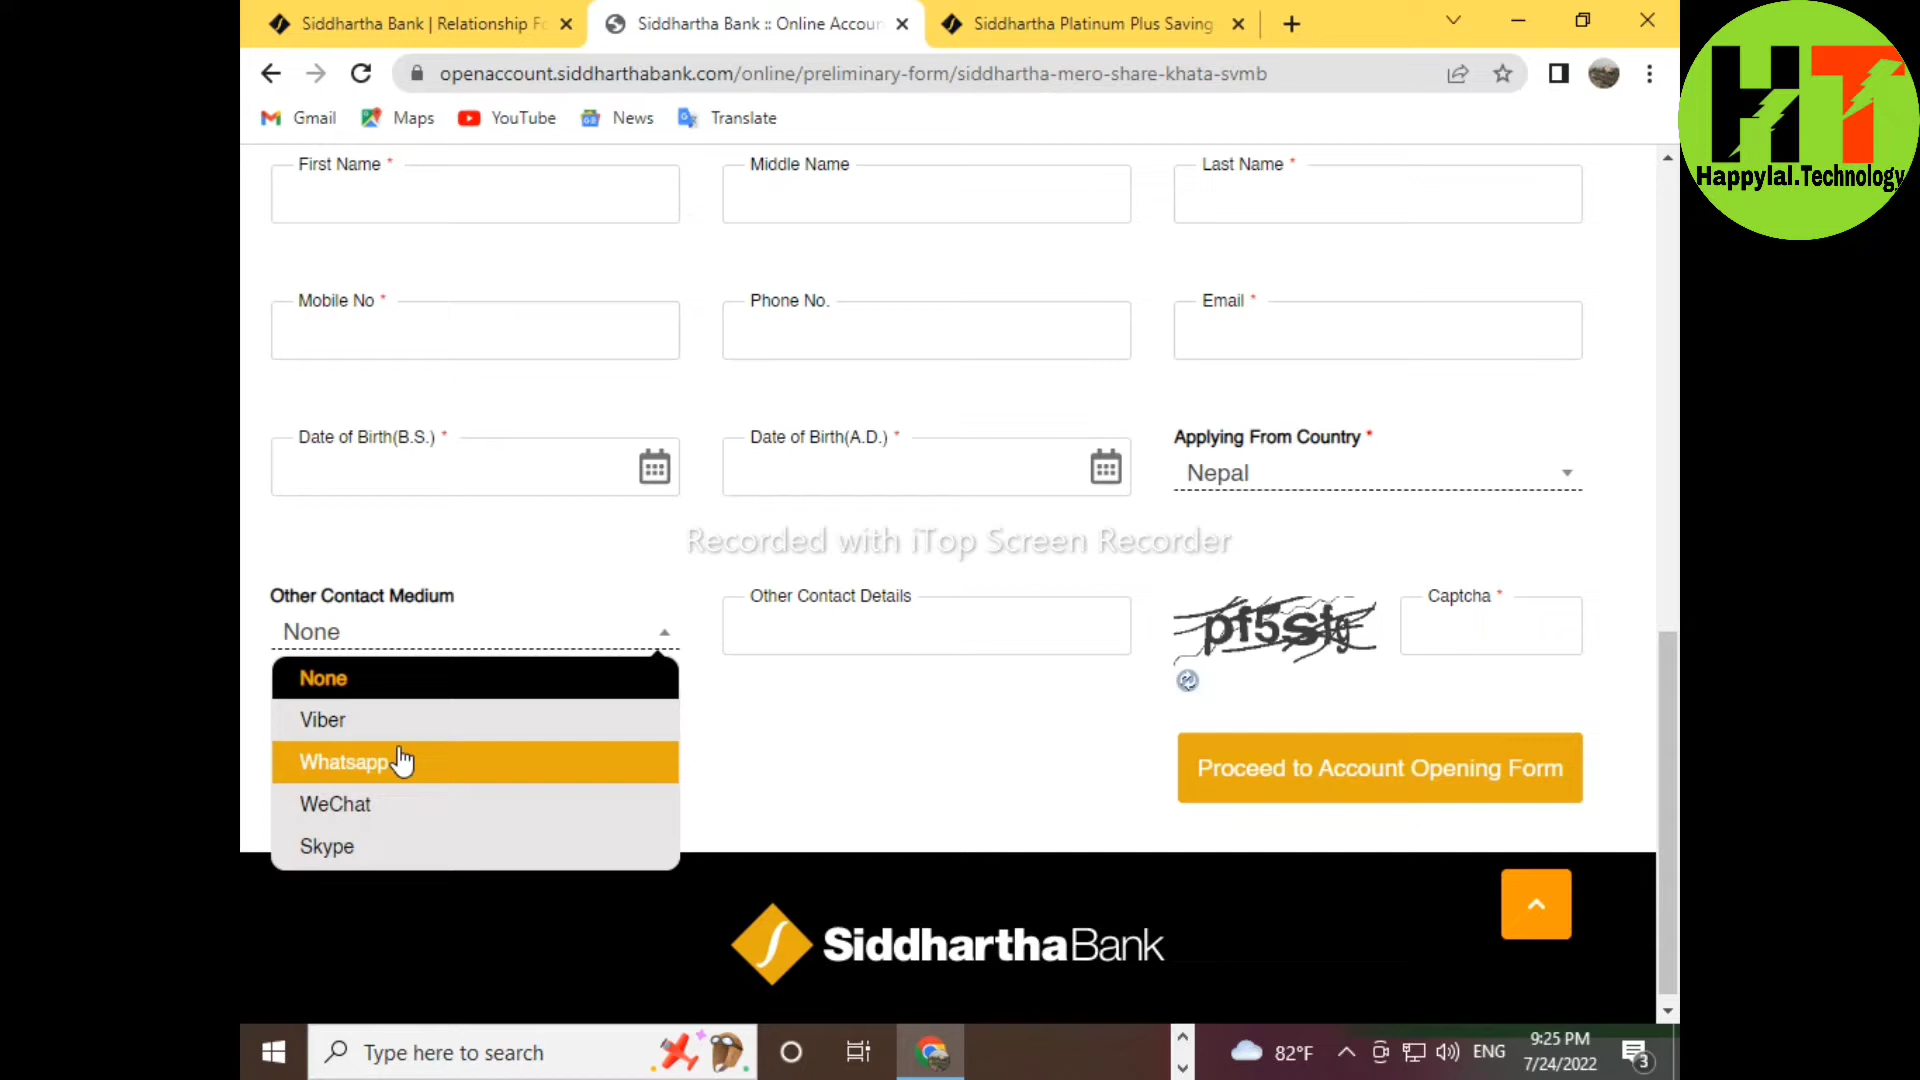 Siddhartha Bank | Relationship Fo
Siddhartha Bank :: Online Accoun
Siddhartha Platinum Plus Saving
openaccount.siddharthabank.com/online/preliminary-form/siddhartha-mero-share-khata-svmb
Gmail
Maps
YouTube
News
Translate
HT
Happylal.Technology
First Name *
Middle Name
Last Name *
Mobile No *
Phone No.
Email *
Date of Birth(B.S.) *
Date of Birth(A.D.) *
Applying From Country *
Nepal
Recorded with iTop Screen Recorder
Other Contact Medium
None
Other Contact Details
pf5sfg
Captcha *
None
Viber
Whatsapp
WeChat
Skype
Proceed to Account Opening Form
SiddharthaBank
Type here to search
82°F
ENG
9:25 PM
7/24/2022
3